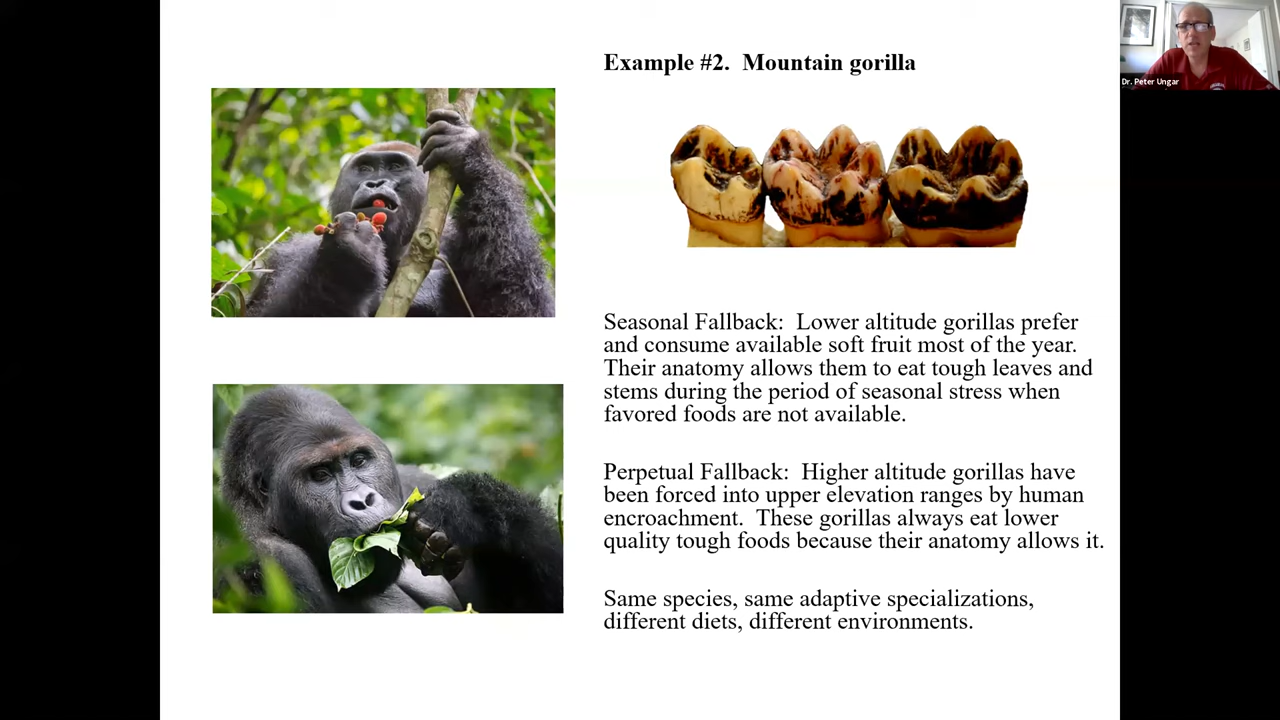 Example #2.  Mountain gorilla
Dr. Peter Ungar
Seasonal Fallback:  Lower altitude gorillas prefer
and consume available soft fruit most of the year.
Their anatomy allows them to eat tough leaves and
stems during the period of seasonal stress when
favored foods are not available.
Perpetual Fallback:  Higher altitude gorillas have
been forced into upper elevation ranges by human
encroachment.  These gorillas always eat lower
quality tough foods because their anatomy allows it.
Same species, same adaptive specializations,
different diets, different environments.